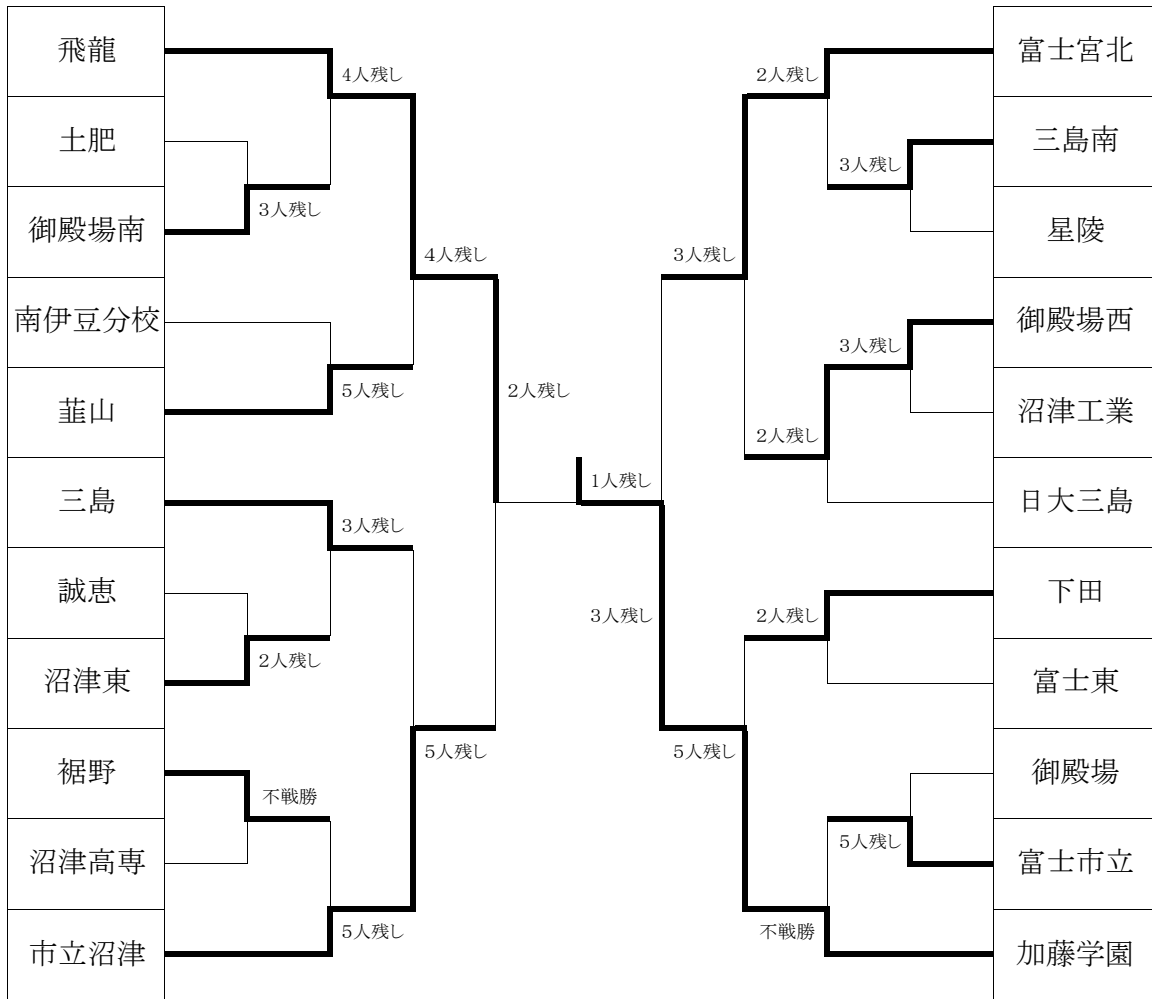 飛龍
土肥
御殿場南
南伊豆分校
韮山
三島
誠恵
沼津東
裾野
沼津高専
市立沼津
4人残し
3人残し
4人残し
5人残し
3人残し
2人残し
不戦勝
5人残し
5人残し
2人残し
1人残し
3人残し
2人残し
3人残し
3人残し
3人残し
2人残し
2人残し
5人残し
5人残し
不戦勝
富士宮北
三島南
星陵
御殿場西
沼津工業
日大三島
下田
富士東
御殿場
富士市立
加藤学園